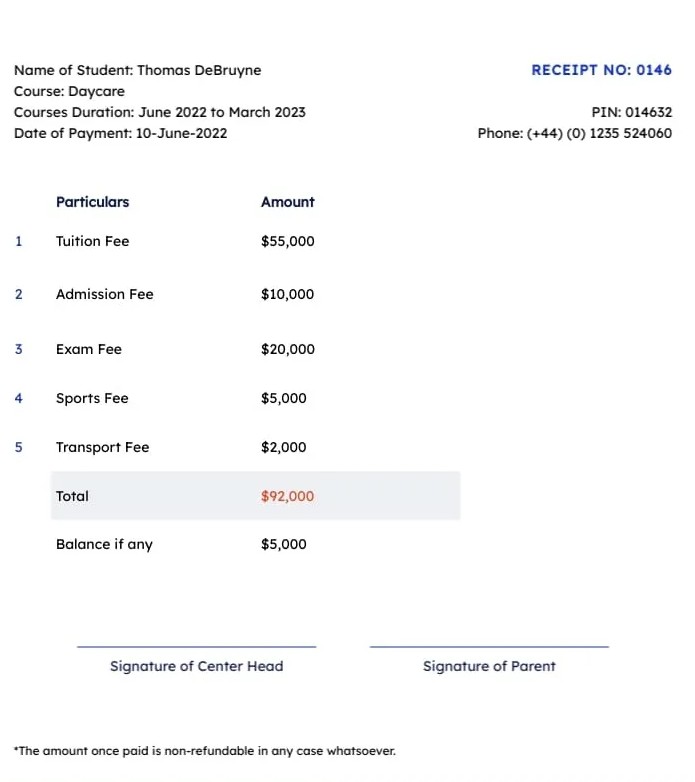 Name of Student: Thomas DeBruyne
RECEIPT NO: 0146
Course: Daycare
Courses Duration: June 2022 to March 2023
PIN: 014632
Date of Payment: 10-June-2022
Phone: (+44) (0) 1235 524060
Particulars Amount
1 Tuition Fee $55,000
2 Admission Fee $10,000
3 Exam Fee $20,000
4 Sports Fee $5,000
5 Transport Fee $2,000
Total $92,000
Balance if any $5,000
Signature of Center Head Signature of Parent
*The amount once paid is non-refundable in any case whatsoever.